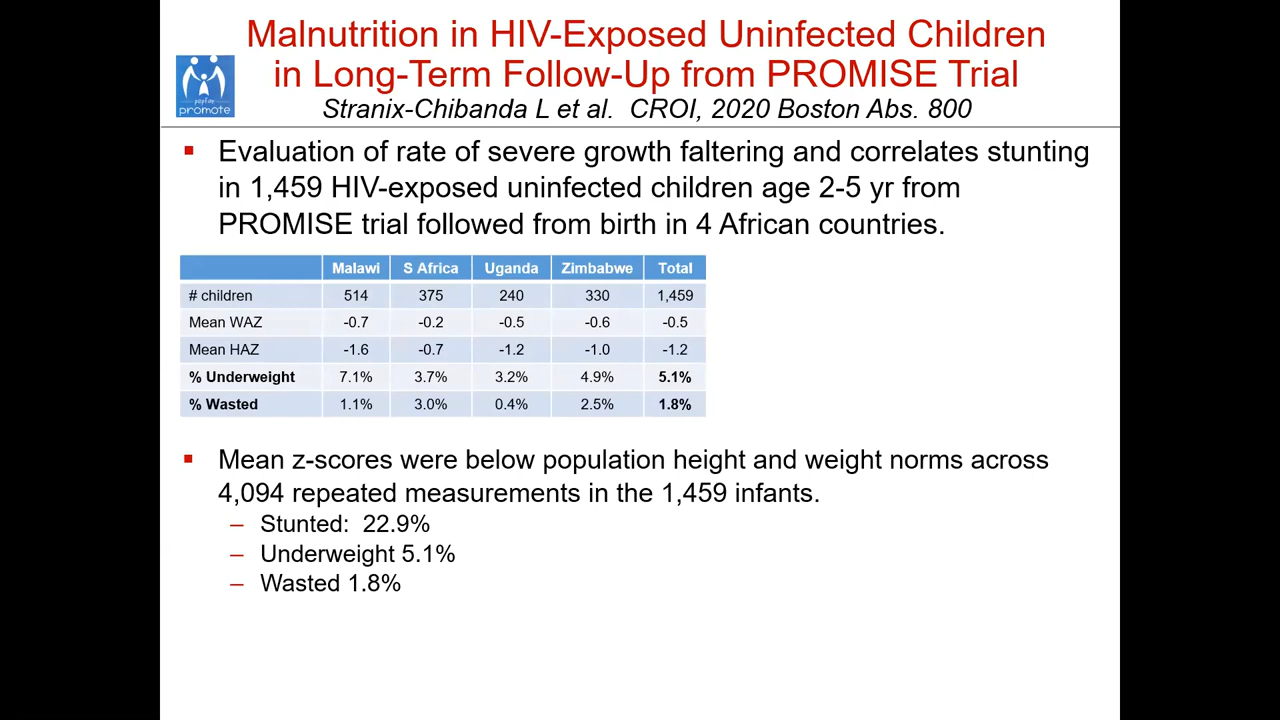 Malnutrition in HIV-Exposed Uninfected Children
in Long-Term Follow-Up from PROMISE Trial
Stranix-Chibanda L et al. CROI, 2020 Boston Abs. 800
promote
▪ Evaluation of rate of severe growth faltering and correlates stunting
in 1,459 HIV-exposed uninfected children age 2-5 yr from
PROMISE trial followed from birth in 4 African countries.
Malawi S Africa Uganda Zimbabwe Total
# children 514 375 240 330 1,459
Mean WAZ -0.7 -0.2 -0.5 -0.6 -0.5
Mean HAZ -1.6 -0.7 -1.2 -1.0 -1.2
% Underweight 7.1% 3.7% 3.2% 4.9% 5.1%
% Wasted 1.1% 3.0% 0.4% 2.5% 1.8%
▪ Mean z-scores were below population height and weight norms across
4,094 repeated measurements in the 1,459 infants.
– Stunted: 22.9%
– Underweight 5.1%
– Wasted 1.8%